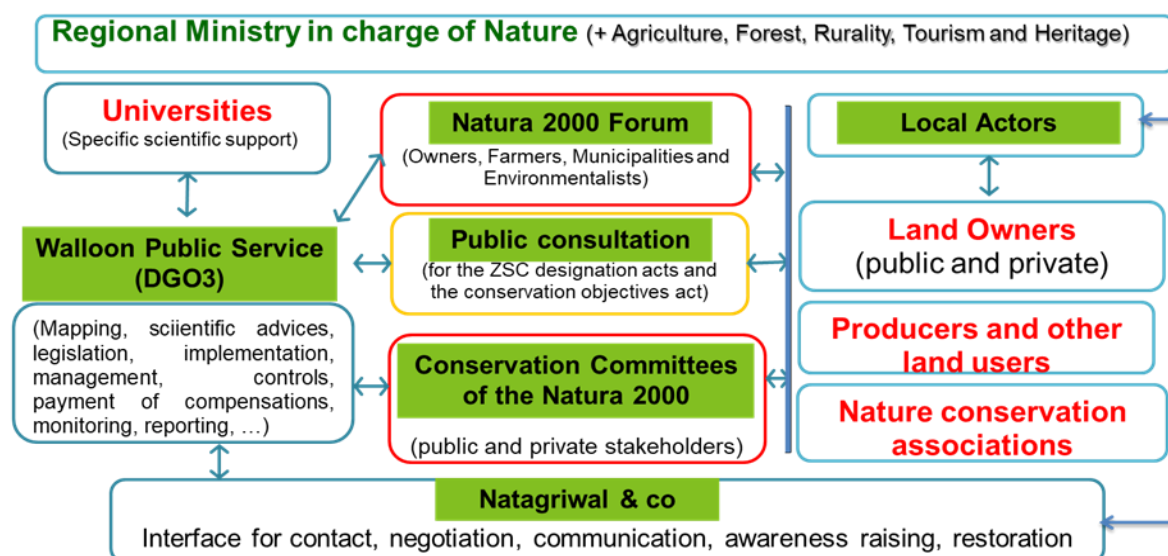 Regional Ministry in charge of Nature (+ Agriculture, Forest, Rurality, Tourism and Heritage)
Universities
(Specific scientific support)
Walloon Public Service
(DGO3)
(Mapping, sciientific advices,
legislation, implementation,
management, controls,
payment of compensations,
monitoring, reporting, …)
Natura 2000 Forum
(Owners, Farmers, Municipalities and
Environmentalists)
Public consultation
(for the ZSC designation acts and
the conservation objectives act)
Conservation Committees
of the Natura 2000
(public and private stakeholders)
Local Actors
Land Owners
(public and private)
Producers and other
land users
Nature conservation
associations
Natagriwal & co
Interface for contact, negotiation, communication, awareness raising, restoration